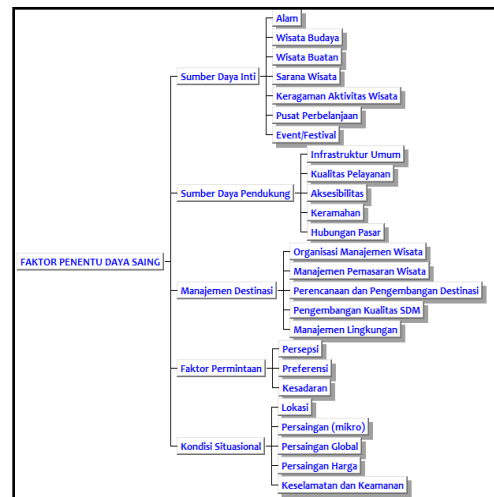 Alam
Wisata Budaya
Wisata Buatan
Sumber Daya Inti
Sarana Wisata
Keragaman Aktivitas Wisata
Pusat Perbelanjaan
Event/Festival
Infrastruktur Umum
Kualitas Pelayanan
Sumber Daya Pendukung
Aksesibilitas
Keramahan
Hubungan Pasar
FAKTOR PENENTU DAYA SAING
Organisasi Manajemen Wisata
Manajemen Pemasaran Wisata
Manajemen Destinasi
Perencanaan dan Pengembangan Destinasi
Pengembangan Kualitas SDM
Manajemen Lingkungan
Persepsi
Faktor Permintaan
Preferensi
Kesadaran
Lokasi
Persaingan (mikro)
Kondisi Situasional
Persaingan Global
Persaingan Harga
Keselamatan dan Keamanan